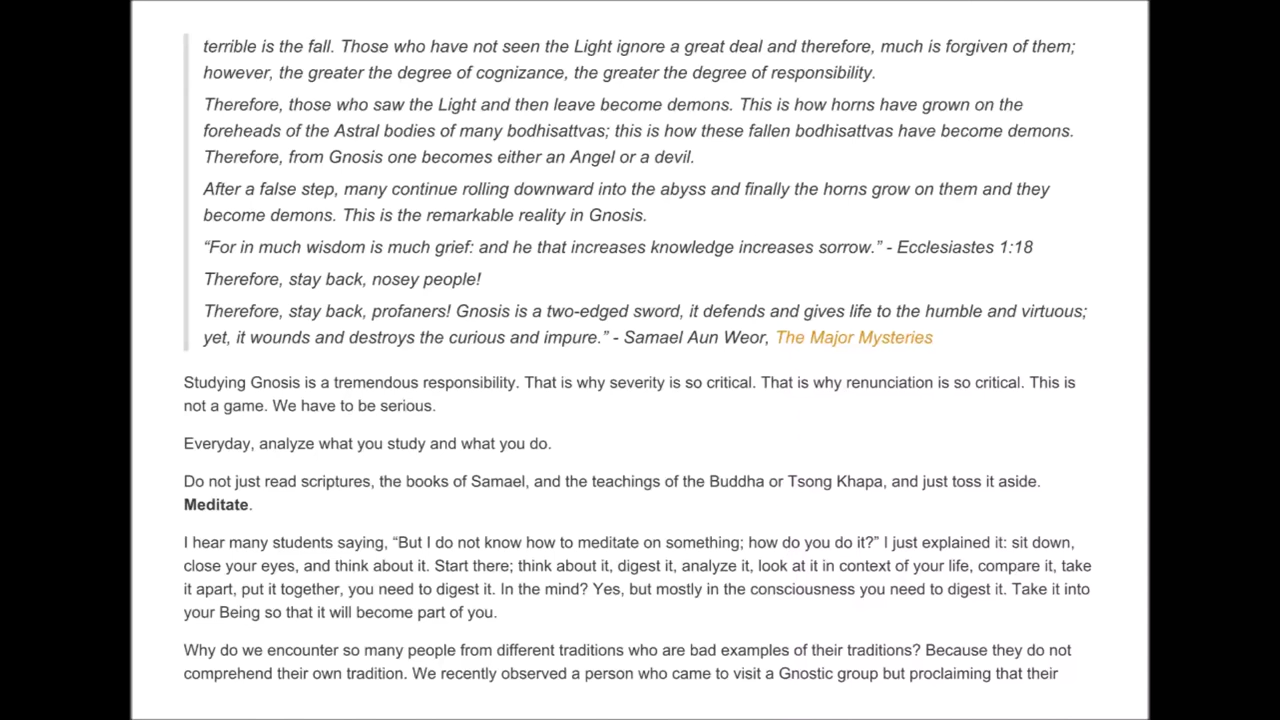 terrible is the fall. Those who have not seen the Light ignore a great deal and therefore, much is forgiven of them;
however, the greater the degree of cognizance, the greater the degree of responsibility.
Therefore, those who saw the Light and then leave become demons. This is how horns have grown on the
foreheads of the Astral bodies of many bodhisattvas; this is how these fallen bodhisattvas have become demons.
Therefore, from Gnosis one becomes either an Angel or a devil.
After a false step, many continue rolling downward into the abyss and finally the horns grow on them and they
become demons. This is the remarkable reality in Gnosis.
“For in much wisdom is much grief: and he that increases knowledge increases sorrow.” - Ecclesiastes 1:18
Therefore, stay back, nosey people!
Therefore, stay back, profaners! Gnosis is a two-edged sword, it defends and gives life to the humble and virtuous;
yet, it wounds and destroys the curious and impure.” - Samael Aun Weor, The Major Mysteries
Studying Gnosis is a tremendous responsibility. That is why severity is so critical. That is why renunciation is so critical. This is
not a game. We have to be serious.
Everyday, analyze what you study and what you do.
Do not just read scriptures, the books of Samael, and the teachings of the Buddha or Tsong Khapa, and just toss it aside.
Meditate.
I hear many students saying, “But I do not know how to meditate on something; how do you do it?” I just explained it: sit down,
close your eyes, and think about it. Start there; think about it, digest it, analyze it, look at it in context of your life, compare it, take
it apart, put it together, you need to digest it. In the mind? Yes, but mostly in the consciousness you need to digest it. Take it into
your Being so that it will become part of you.
Why do we encounter so many people from different traditions who are bad examples of their traditions? Because they do not
comprehend their own tradition. We recently observed a person who came to visit a Gnostic group but proclaiming that their